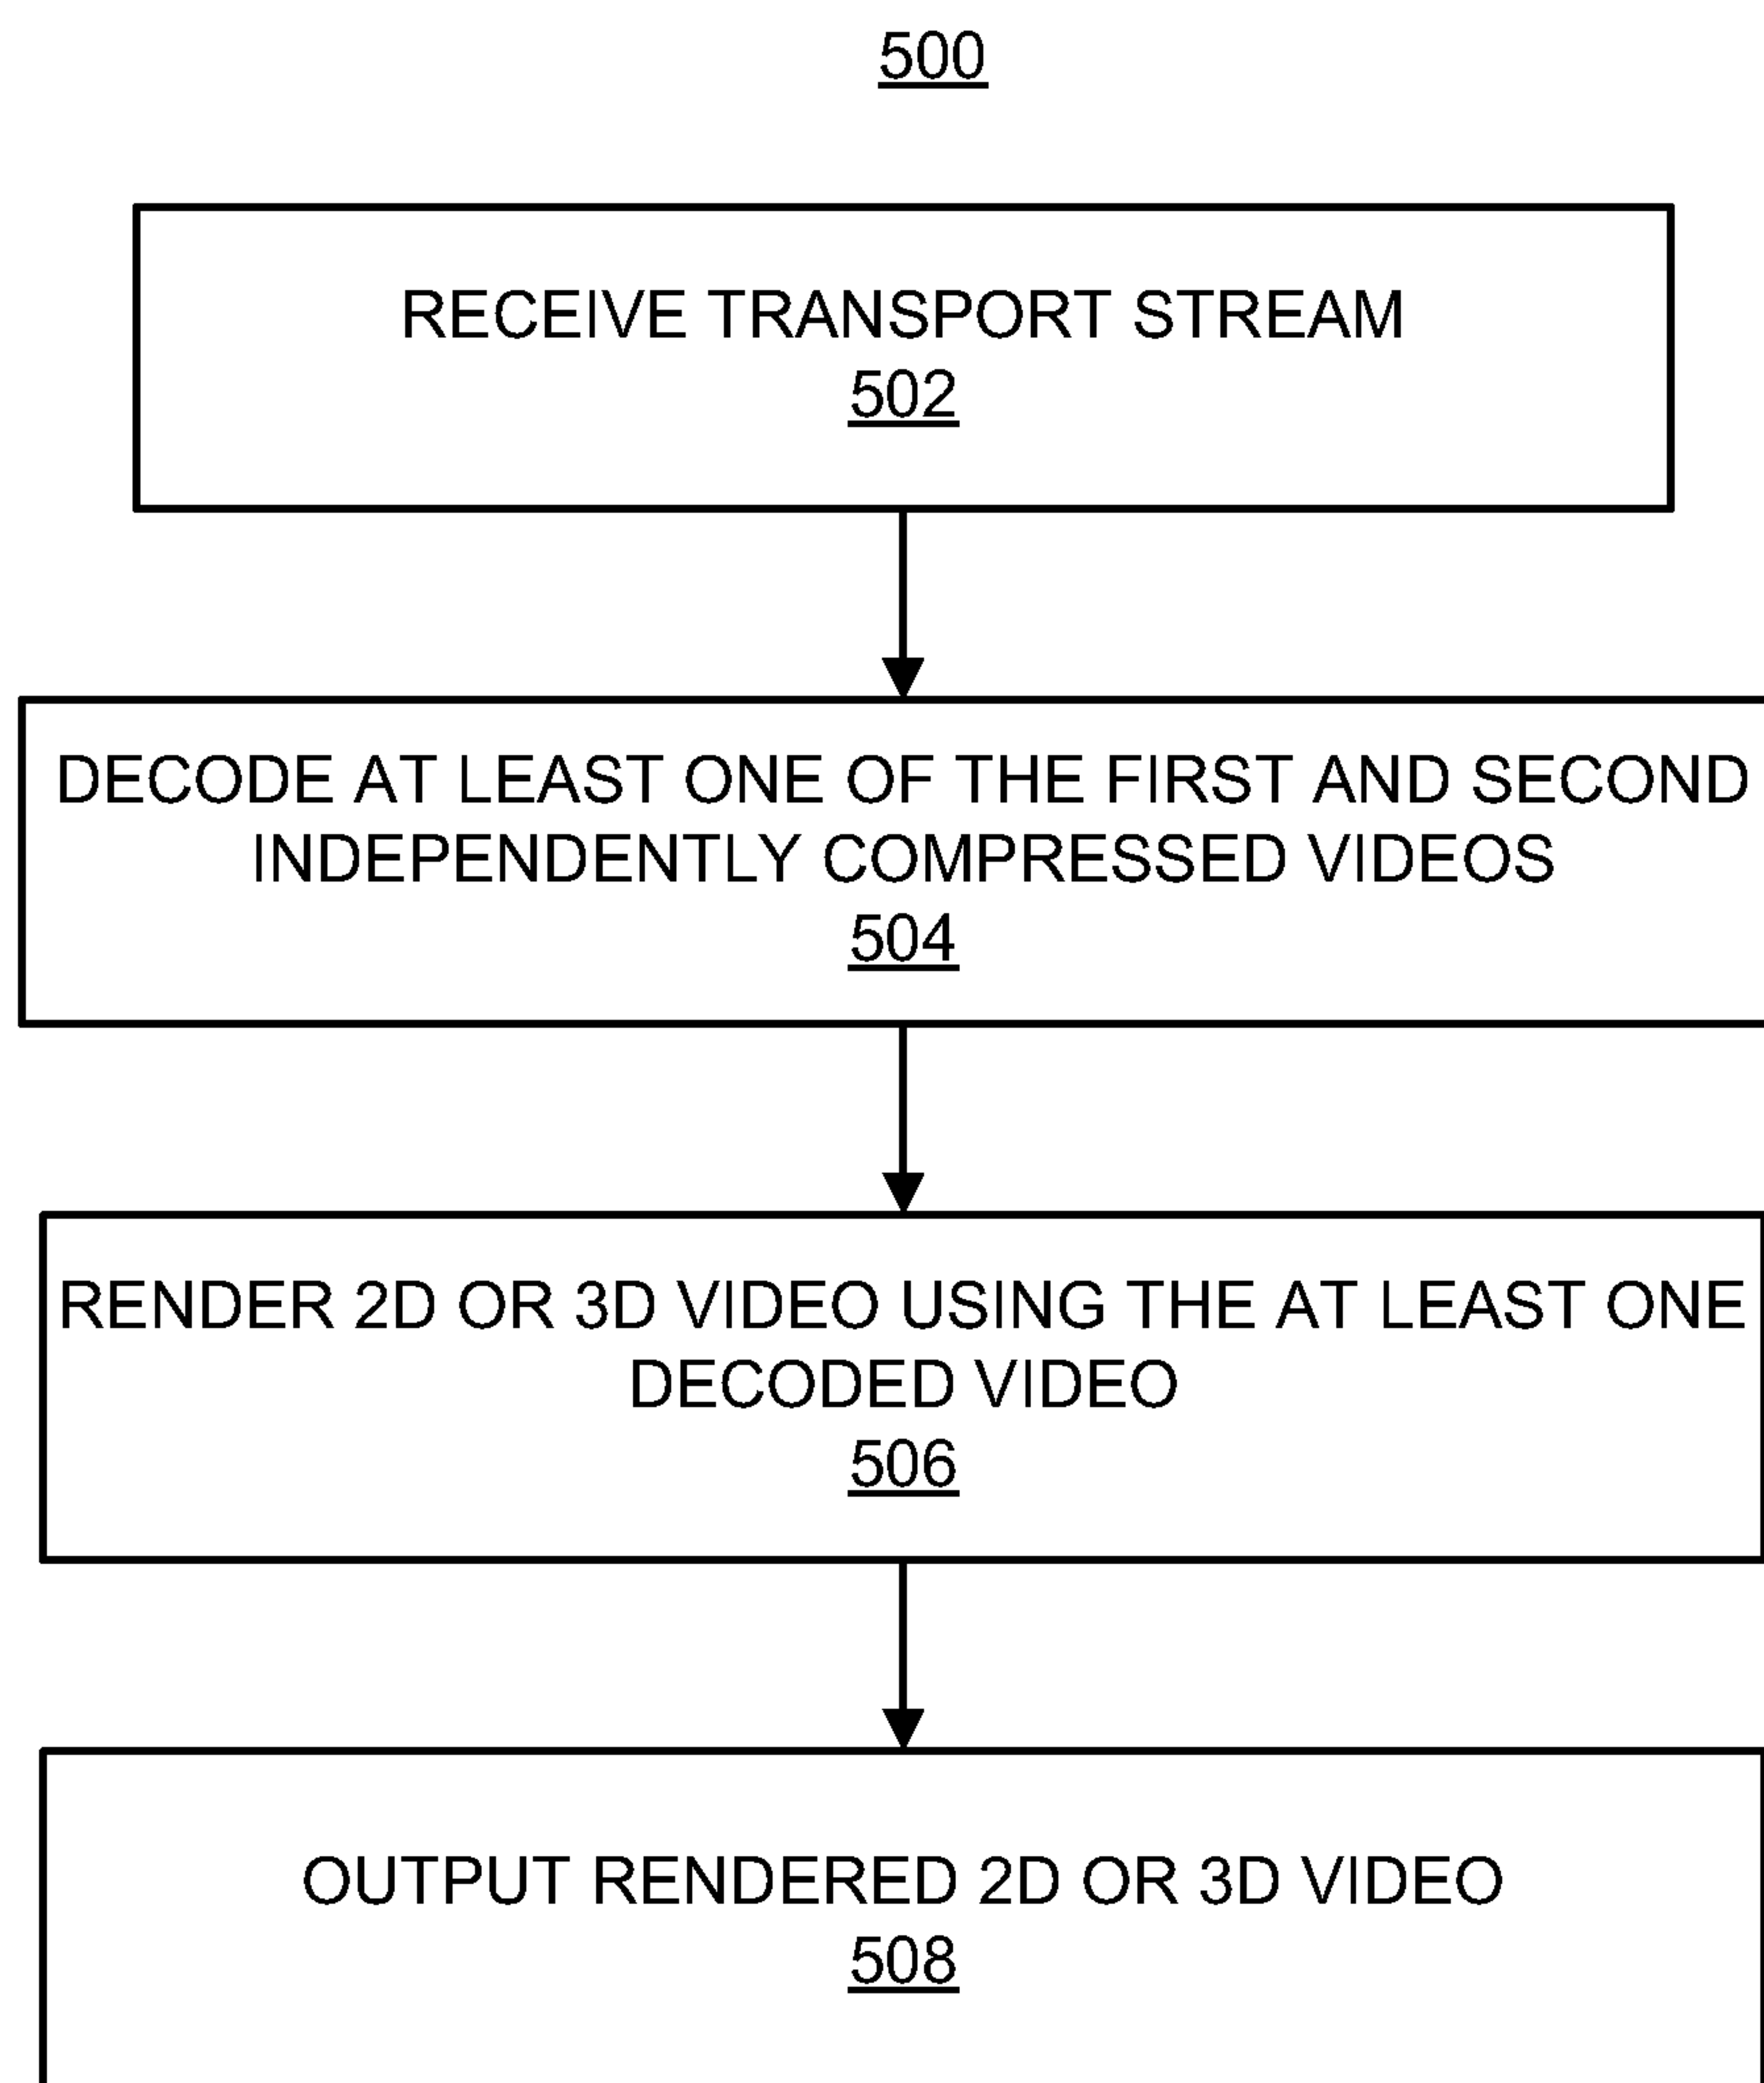 500
RECEIVE TRANSPORT STREAM
502
DECODE AT LEAST ONE OF THE FIRST AND SECOND
INDEPENDENTLY COMPRESSED VIDEOS
504
RENDER 2D OR 3D VIDEO USING THE AT LEAST ONE
DECODED VIDEO
506
OUTPUT RENDERED 2D OR 3D VIDEO
508